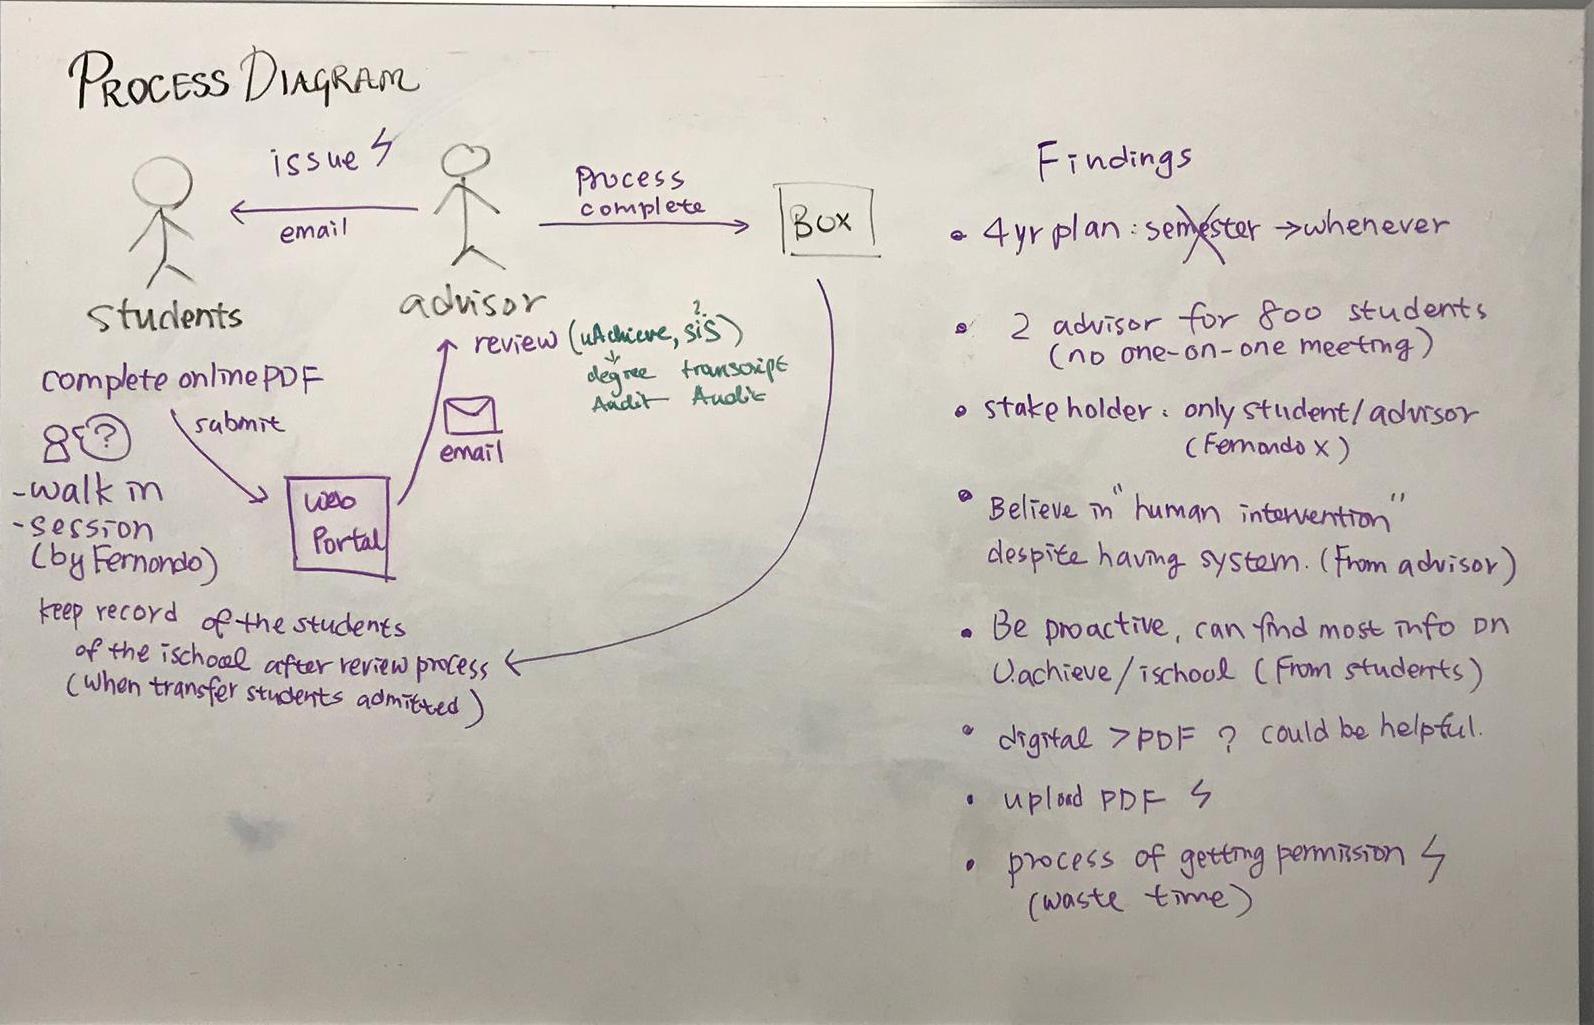 PROCESS DIAGRAM
issue
email
students
advisor
Process
complete
BOX
complete online PDF
submit
?
-walk in
-session
(by Fernondo)
Web
Portal
email
review (uAchieve, SIS)
?
degree transcript
Audit Audit
keep record of the students
of the ischool after review process
(when transfer students admitted)
Findings
• 4yr plan : semester → whenever
• 2 advisor for 800 students
(no one-on-one meeting)
• stakeholder : only student/advisor
(Fernondo x)
• Believe in "human intervention"
despite having system. (From advisor)
• Be proactive, can find most info on
U.achieve/ischool (From students)
• digital > PDF ? could be helpful.
• upload PDF
• process of getting permission
(waste time)